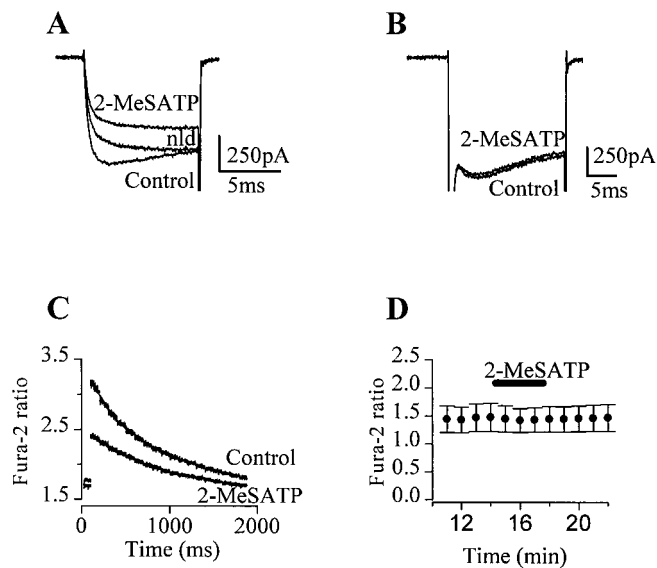 A
2-MeSATP
nld
Control
250pA
5ms
B
2-MeSATP
Control
250pA
5ms
C
Fura-2 ratio
3.5
2.5
1.5
Control
2-MeSATP
0
1000
2000
Time (ms)
D
Fura-2 ratio
2.5
2.0
1.5
1.0
0.5
0.0
2-MeSATP
12
16
20
Time (min)